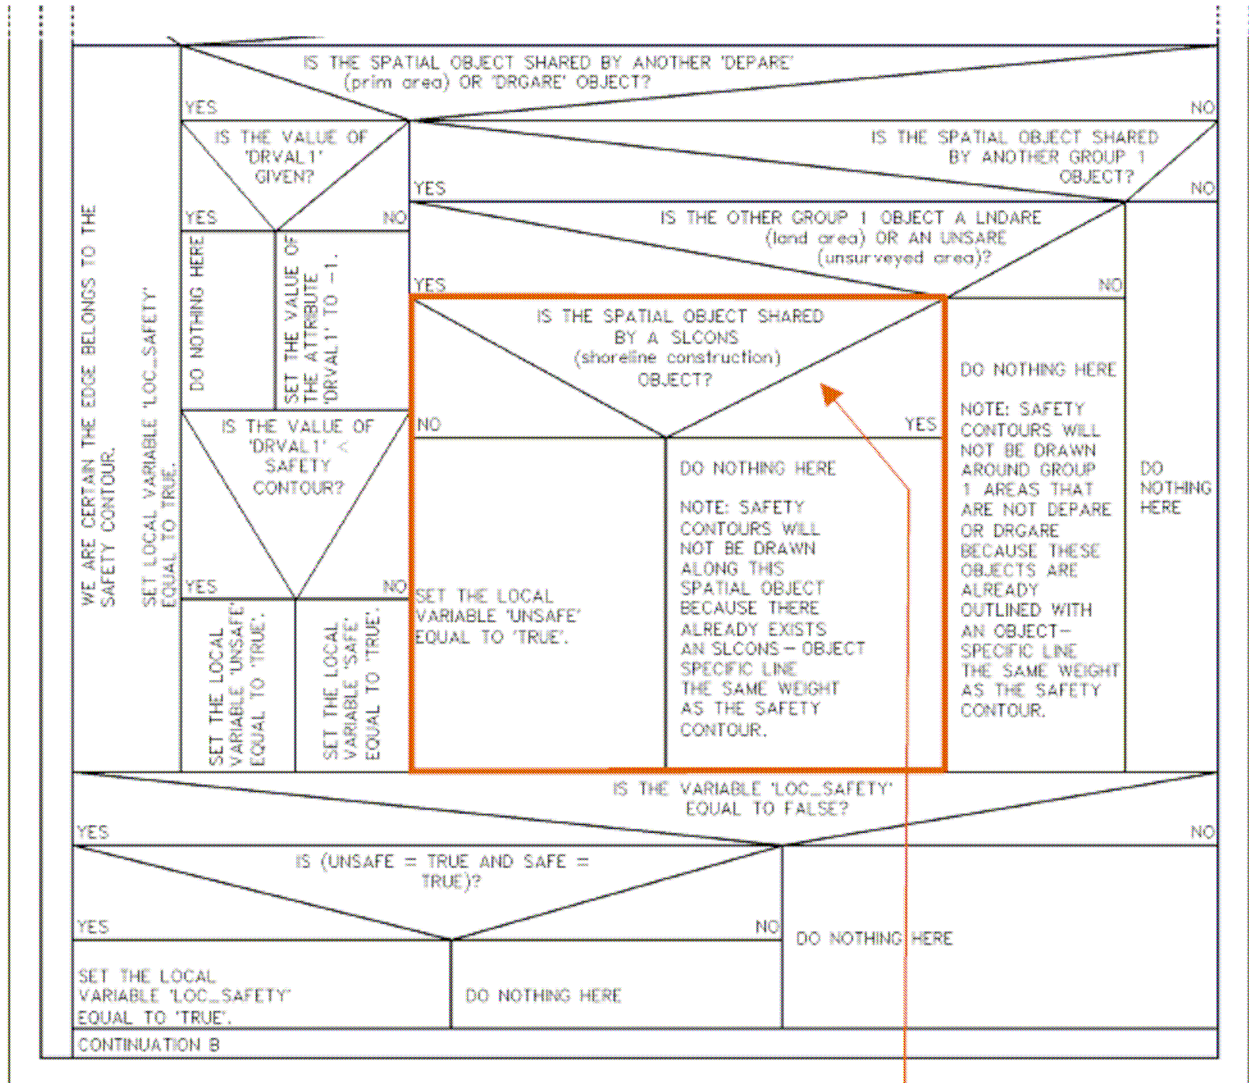 IS THE SPATIAL OBJECT SHARED BY ANOTHER 'DEPARE'
(prim area) OR 'DRGARE' OBJECT?
YES
NO
WE ARE CERTAIN THE EDGE BELONGS TO THE
SAFETY CONTOUR.
SET LOCAL VARIABLE 'LOC_SAFETY'
EQUAL TO TRUE.
IS THE VALUE OF
'DRVAL1'
GIVEN?
YES
NO
DO NOTHING HERE
SET THE VALUE OF
THE ATTRIBUTE
'DRVAL1' TO -1.
IS THE VALUE OF
'DRVAL1' <
SAFETY
CONTOUR?
YES
NO
SET THE LOCAL
VARIABLE 'UNSAFE'
EQUAL TO 'TRUE'.
SET THE LOCAL
VARIABLE 'SAFE'
EQUAL TO 'TRUE'.
IS THE SPATIAL OBJECT SHARED
BY ANOTHER GROUP 1
OBJECT?
YES
NO
IS THE OTHER GROUP 1 OBJECT A LNDARE
(land area) OR AN UNSARE
(unsurveyed area)?
YES
NO
IS THE SPATIAL OBJECT SHARED
BY A SLCONS
(shoreline construction)
OBJECT?
NO
YES
SET THE LOCAL
VARIABLE 'UNSAFE'
EQUAL TO 'TRUE'.
DO NOTHING HERE
NOTE: SAFETY
CONTOURS WILL
NOT BE DRAWN
ALONG THIS
SPATIAL OBJECT
BECAUSE THERE
ALREADY EXISTS
AN SLCONS – OBJECT
SPECIFIC LINE
THE SAME WEIGHT
AS THE SAFETY
CONTOUR.
DO NOTHING HERE
NOTE: SAFETY
CONTOURS WILL
NOT BE DRAWN
AROUND GROUP
1 AREAS THAT
ARE NOT DEPARE
OR DRGARE
BECAUSE THESE
OBJECTS ARE
ALREADY
OUTLINED WITH
AN OBJECT–
SPECIFIC LINE
THE SAME WEIGHT
AS THE SAFETY
CONTOUR.
DO
NOTHING
HERE
IS THE VARIABLE 'LOC_SAFETY'
EQUAL TO FALSE?
YES
NO
IS (UNSAFE = TRUE AND SAFE =
TRUE)?
YES
NO
SET THE LOCAL
VARIABLE 'LOC_SAFETY'
EQUAL TO 'TRUE'.
DO NOTHING HERE
DO NOTHING HERE
CONTINUATION B